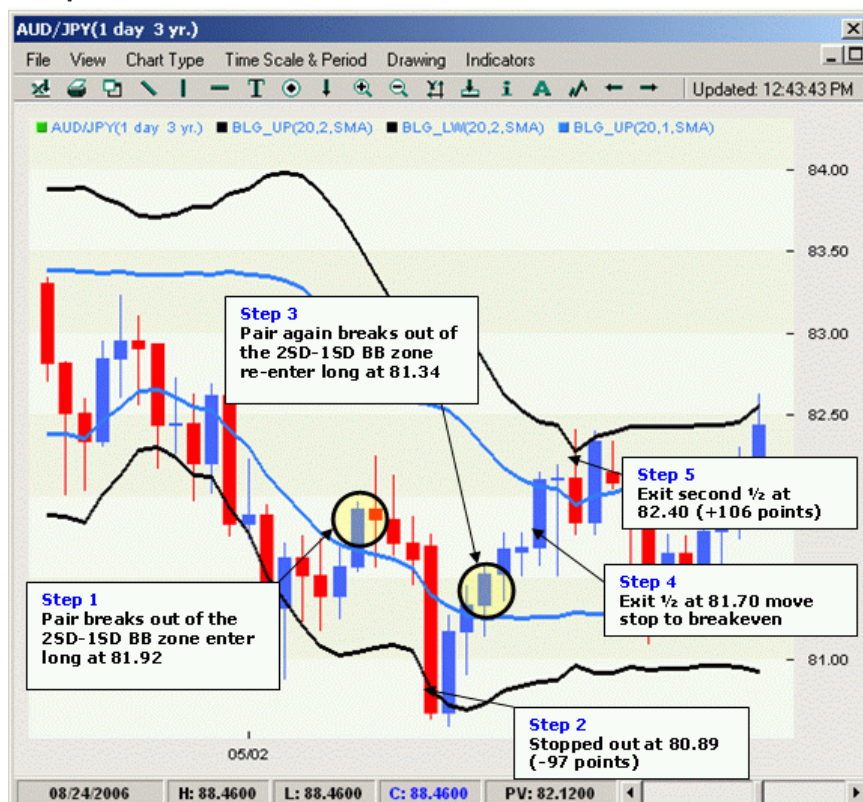 AUD/JPY(1 day 3 yr.)
File View Chart Type Time Scale & Period Drawing Indicators
T A Updated: 12:43:43 PM
AUD/JPY(1 day 3 yr.) BLG_UP(20,2,SMA) BLG_LW(20,2,SMA) BLG_UP(20,1,SMA)
84.00
83.50
Step 3
Pair again breaks out of
the 2SD-1SD BB zone
re-enter long at 81.34
83.00
82.50
Step 5
Exit second ½ at
82.40 (+106 points)
Step 1
Pair breaks out of the
2SD-1SD BB zone enter
long at 81.92
Step 4
Exit ½ at 81.70 move
stop to breakeven
81.00
Step 2
Stopped out at 80.89
(-97 points)
05/02
08/24/2006 H: 88.4600 L: 88.4600 C: 88.4600 PV: 82.1200